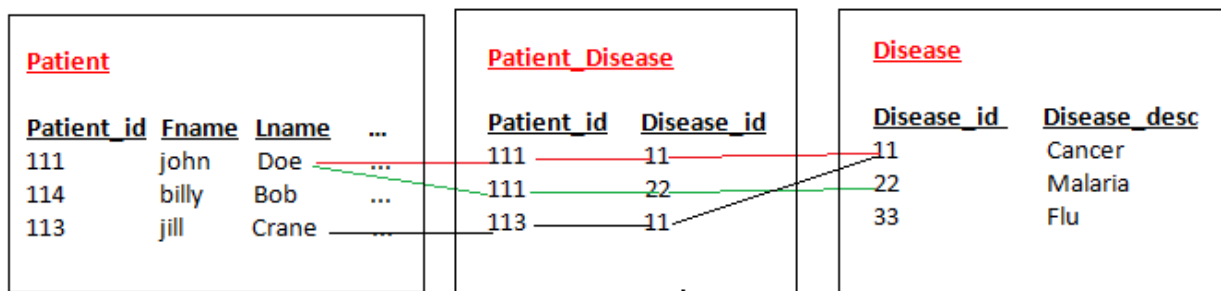 Patient
Patient_id Fname Lname ...
111 john Doe ...
114 billy Bob ...
113 jill Crane ...
Patient_Disease
Patient_id Disease_id
111 11
111 22
113 11
Disease
Disease_id Disease_desc
11 Cancer
22 Malaria
33 Flu